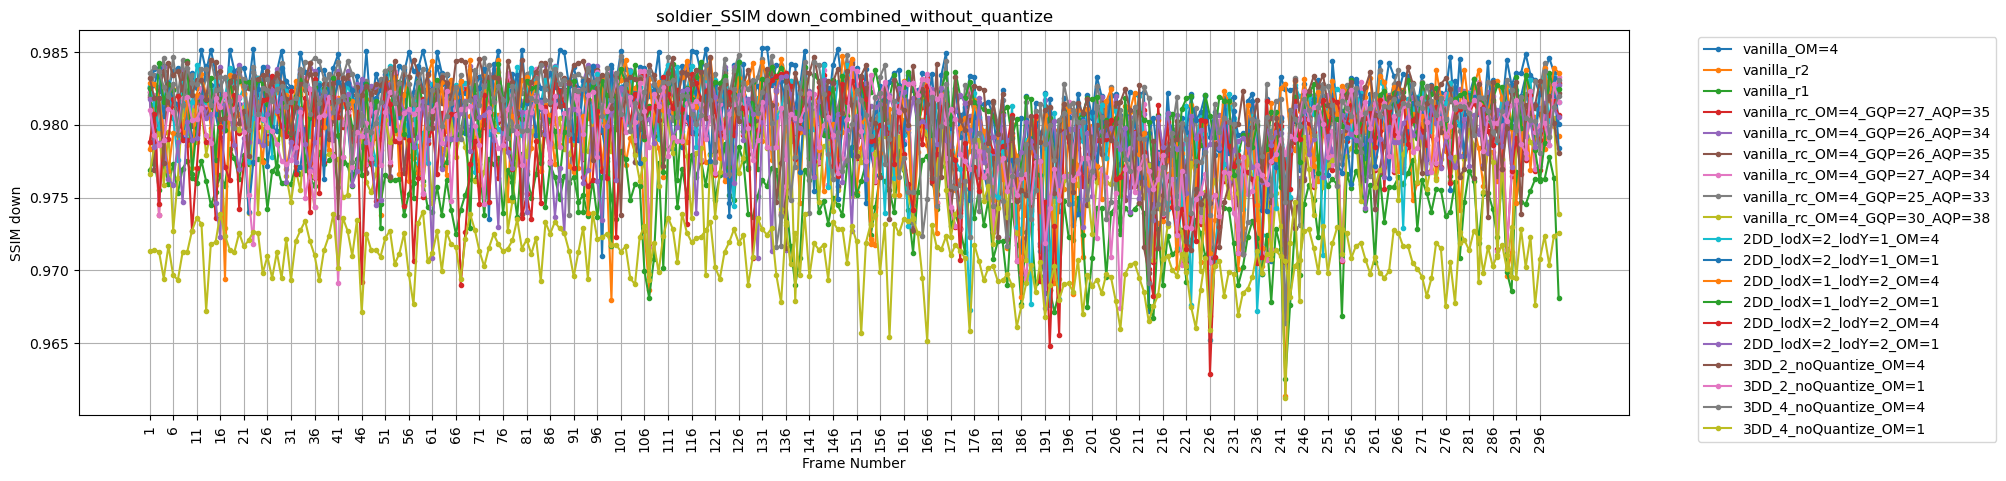 soldier_SSIM down_combined_without_quantize
SSIM down
0.985
0.980
0.975
0.970
0.965
1 6 11 16 21 26 31 36 41 46 51 56 61 66 71 76 81 86 91 96 101 106 111 116 121 126 131 136 141 146 151 156 161 166 171 176 181 186 191 196 201 206 211 216 221 226 231 236 241 246 251 256 261 266 271 276 281 286 291 296
Frame Number
vanilla_OM=4
vanilla_r2
vanilla_r1
vanilla_rc_OM=4_GQP=27_AQP=35
vanilla_rc_OM=4_GQP=26_AQP=34
vanilla_rc_OM=4_GQP=26_AQP=35
vanilla_rc_OM=4_GQP=27_AQP=34
vanilla_rc_OM=4_GQP=25_AQP=33
vanilla_rc_OM=4_GQP=30_AQP=38
2DD_lodX=2_lodY=1_OM=4
2DD_lodX=2_lodY=1_OM=1
2DD_lodX=1_lodY=2_OM=4
2DD_lodX=1_lodY=2_OM=1
2DD_lodX=2_lodY=2_OM=4
2DD_lodX=2_lodY=2_OM=1
3DD_2_noQuantize_OM=4
3DD_2_noQuantize_OM=1
3DD_4_noQuantize_OM=4
3DD_4_noQuantize_OM=1